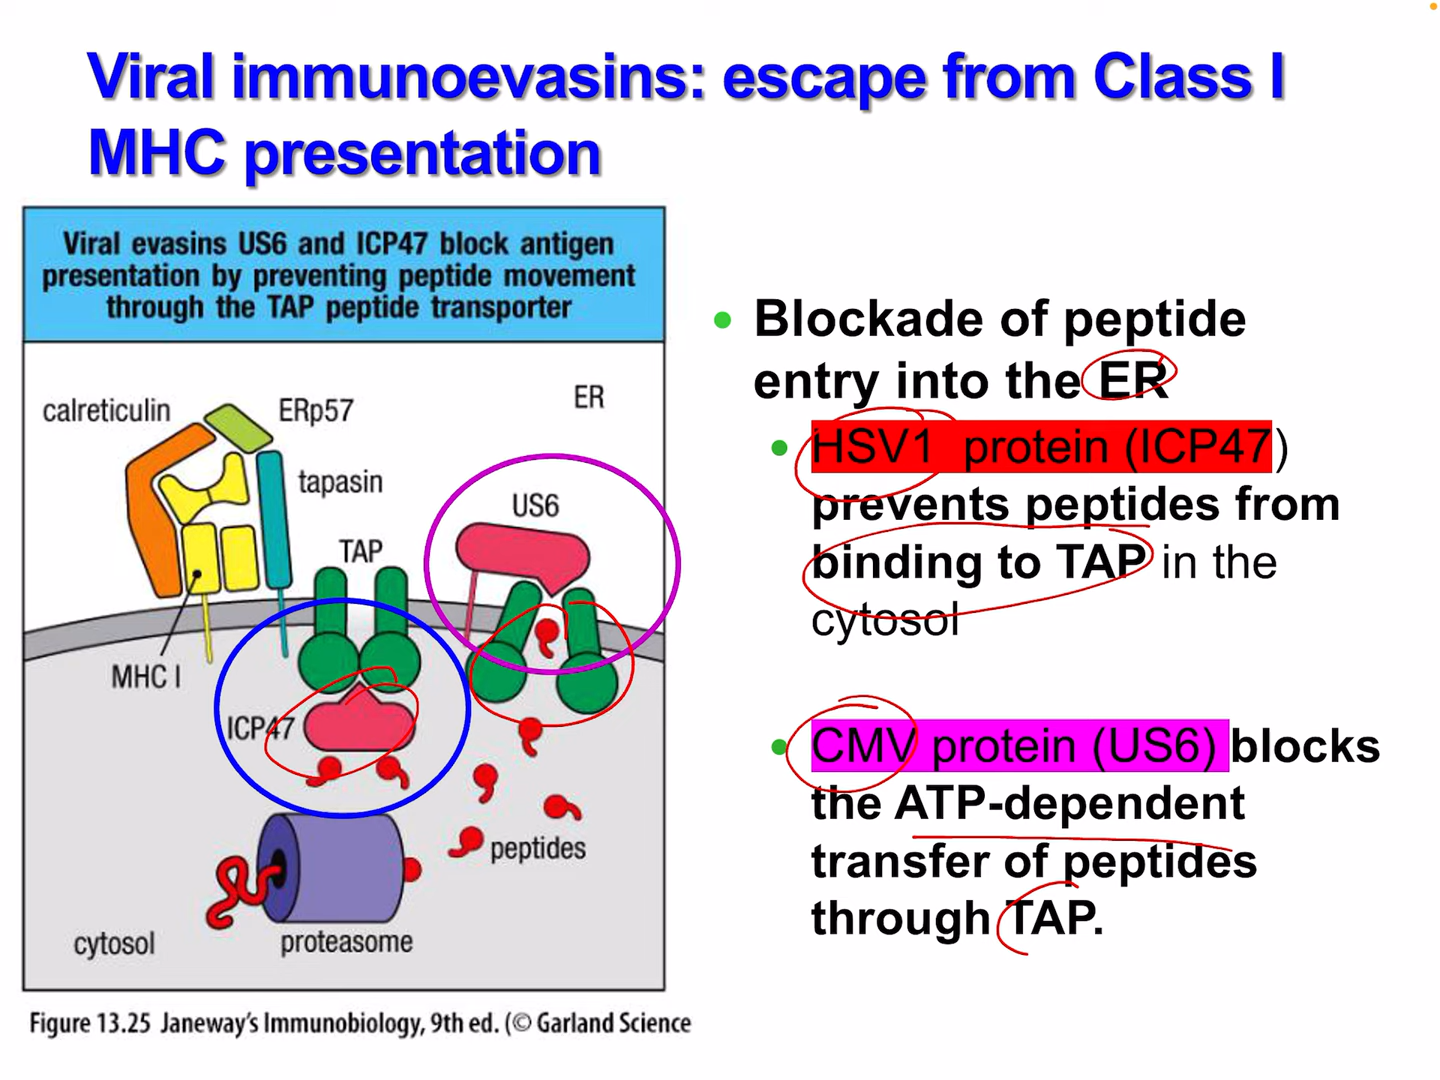 Viral immunoevasins: escape from Class I
MHC presentation
Viral evasins US6 and ICP47 block antigen
presentation by preventing peptide movement
through the TAP peptide transporter
calreticulin
ERp57
ER
tapasin
US6
TAP
MHC I
ICP47
peptides
cytosol
proteasome
Figure 13.25 Janeway's Immunobiology, 9th ed. (© Garland Science
• Blockade of peptide
entry into the ER
• HSV1 protein (ICP47)
prevents peptides from
binding to TAP in the
cytosol
• CMV protein (US6) blocks
the ATP-dependent
transfer of peptides
through TAP.